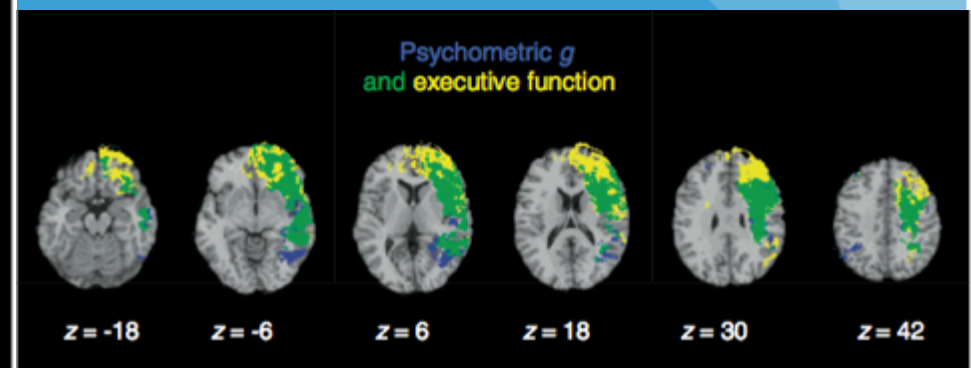 Psychometric g
and executive function
z = -18
z = -6
z = 6
z = 18
z = 30
z = 42